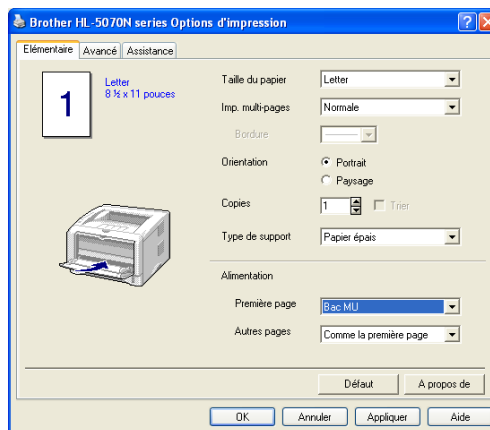 Brother HL-5070N series Options d'impression
Elémentaire Avancé Assistance
1
Letter
8 ½ x 11 pouces
Taille du papier Letter
Imp. multi-pages Normale
Bordure
Orientation Portrait
Paysage
Copies 1 Trier
Type de support Papier épais
Alimentation
Première page Bac MU
Autres pages Comme la première page
Défaut A propos de
OK Annuler Appliquer Aide